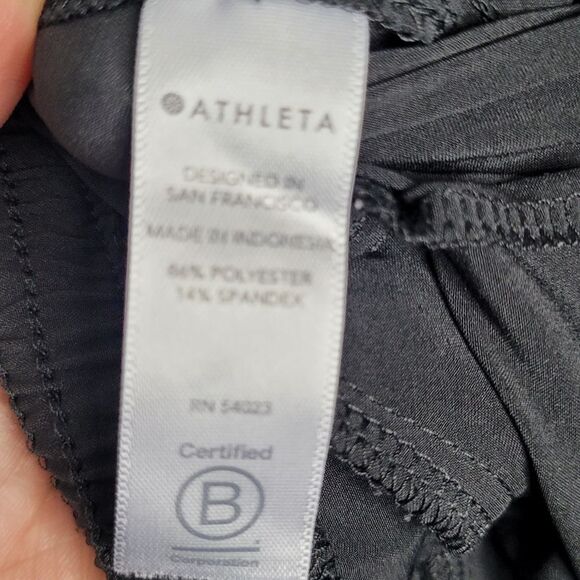 ATHLETA
DESIGNED IN
SAN FRANCISCO
MADE IN INDONESIA
86% POLYESTER
14% SPANDEX
RN 54023
Certified
B
Corporation